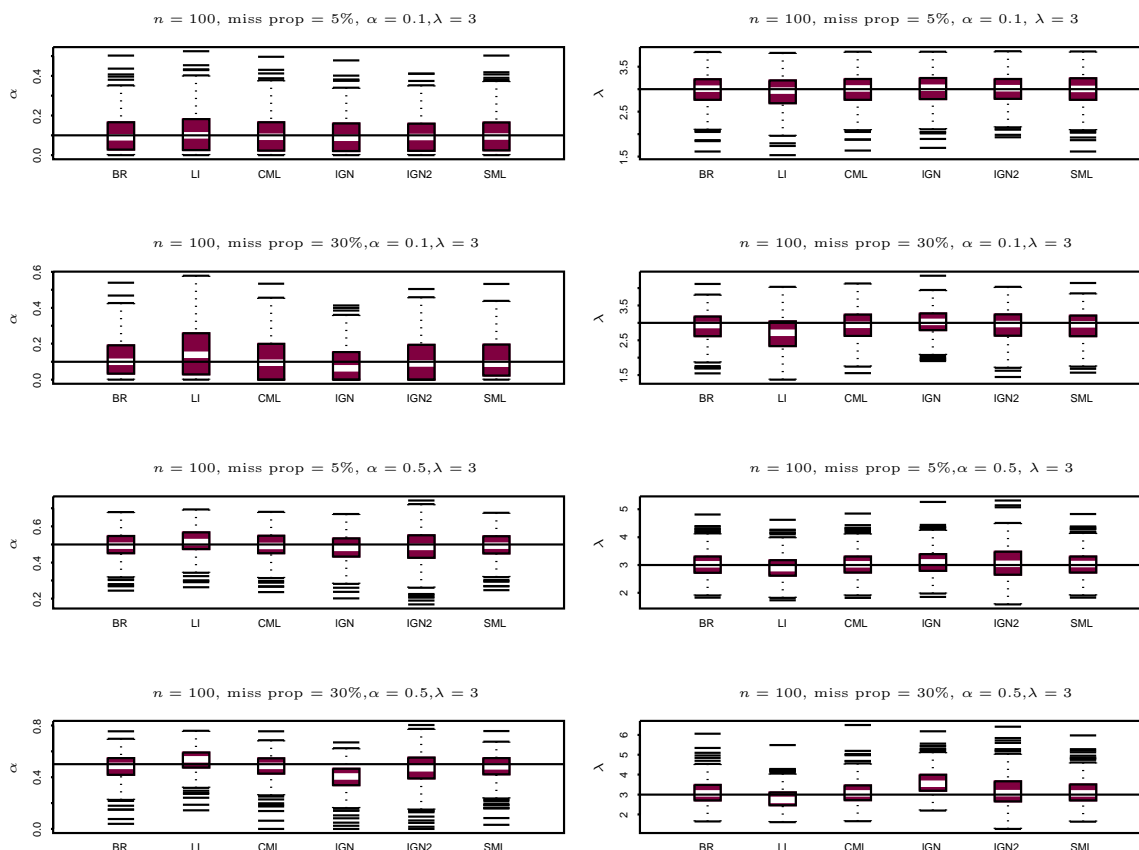 n = 100, miss prop = 5%, α = 0.1,λ = 3
α
0.0 0.2 0.4
BR LI CML IGN IGN2 SML
n = 100, miss prop = 5%, α = 0.1, λ = 3
λ
1.5 2.5 3.5
BR LI CML IGN IGN2 SML
n = 100, miss prop = 30%,α = 0.1,λ = 3
α
0.0 0.2 0.4 0.6
BR LI CML IGN IGN2 SML
n = 100, miss prop = 30%, α = 0.1,λ = 3
λ
1.5 2.5 3.5
BR LI CML IGN IGN2 SML
n = 100, miss prop = 5%, α = 0.5,λ = 3
α
0.2 0.4 0.6
BR LI CML IGN IGN2 SML
n = 100, miss prop = 5%,α = 0.5, λ = 3
λ
2 3 4 5
BR LI CML IGN IGN2 SML
n = 100, miss prop = 30%,α = 0.5,λ = 3
α
0.0 0.4 0.8
BR LI CML IGN IGN2 SML
n = 100, miss prop = 30%, α = 0.5,λ = 3
λ
2 3 4 5 6
BR LI CML IGN IGN2 SML